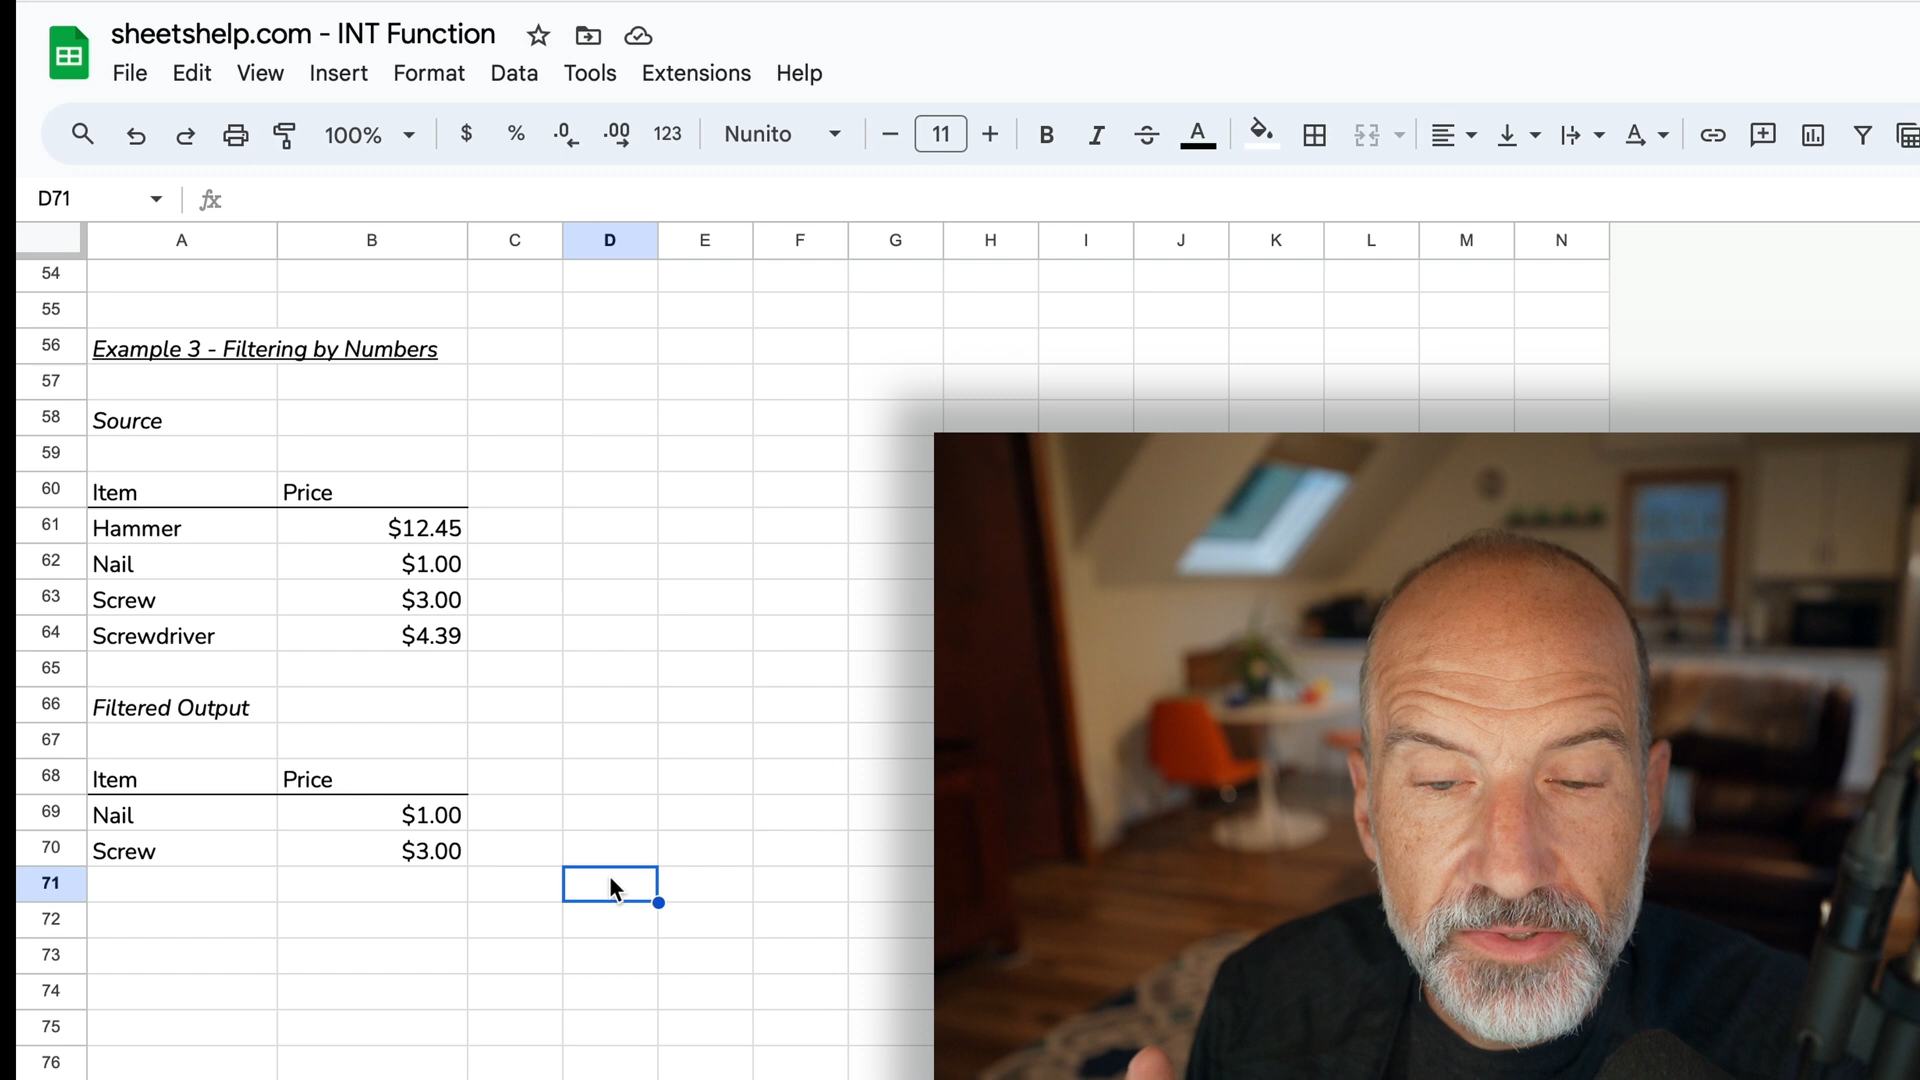 sheetshelp.com - INT Function
File Edit View Insert Format Data Tools Extensions Help
100% $ % .0 .00 123 Nunito 11 B I A
D71 fx
A B C D E F G H I J K L M N
54
55
56 Example 3 - Filtering by Numbers
57
58 Source
59
60 Item Price
61 Hammer $12.45
62 Nail $1.00
63 Screw $3.00
64 Screwdriver $4.39
65
66 Filtered Output
67
68 Item Price
69 Nail $1.00
70 Screw $3.00
71
72
73
74
75
76